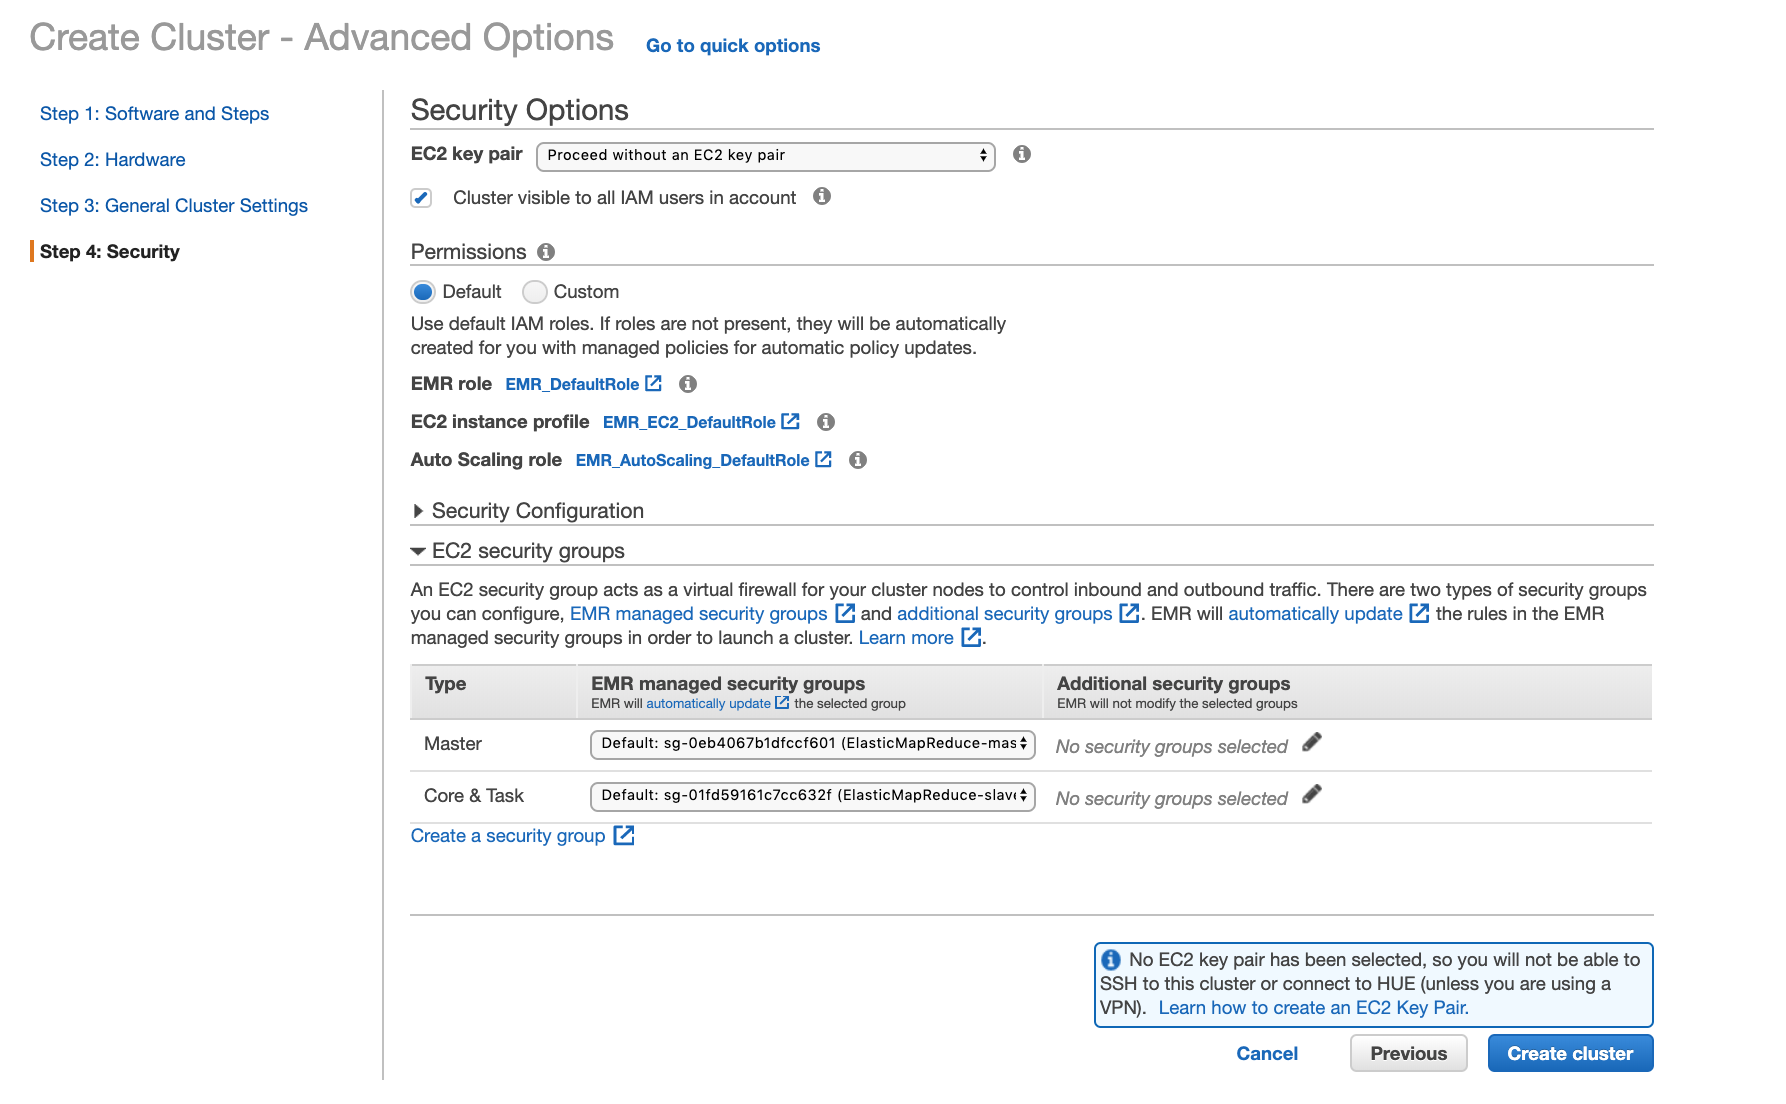 Create Cluster - Advanced Options Go to quick options
Step 1: Software and Steps
Step 2: Hardware
Step 3: General Cluster Settings
Step 4: Security
Security Options
EC2 key pair Proceed without an EC2 key pair
Cluster visible to all IAM users in account
Permissions
Default Custom
Use default IAM roles. If roles are not present, they will be automatically
created for you with managed policies for automatic policy updates.
EMR role EMR_DefaultRole
EC2 instance profile EMR_EC2_DefaultRole
Auto Scaling role EMR_AutoScaling_DefaultRole
Security Configuration
EC2 security groups
An EC2 security group acts as a virtual firewall for your cluster nodes to control inbound and outbound traffic. There are two types of security groups
you can configure, EMR managed security groups and additional security groups. EMR will automatically update the rules in the EMR
managed security groups in order to launch a cluster. Learn more.
Type EMR managed security groups Additional security groups
EMR will automatically update the selected group EMR will not modify the selected groups
Master Default: sg-0eb4067b1dfccf601 (ElasticMapReduce-mas No security groups selected
Core & Task Default: sg-01fd59161c7cc632f (ElasticMapReduce-slav No security groups selected
Create a security group
No EC2 key pair has been selected, so you will not be able to
SSH to this cluster or connect to HUE (unless you are using a
VPN). Learn how to create an EC2 Key Pair.
Cancel Previous Create cluster